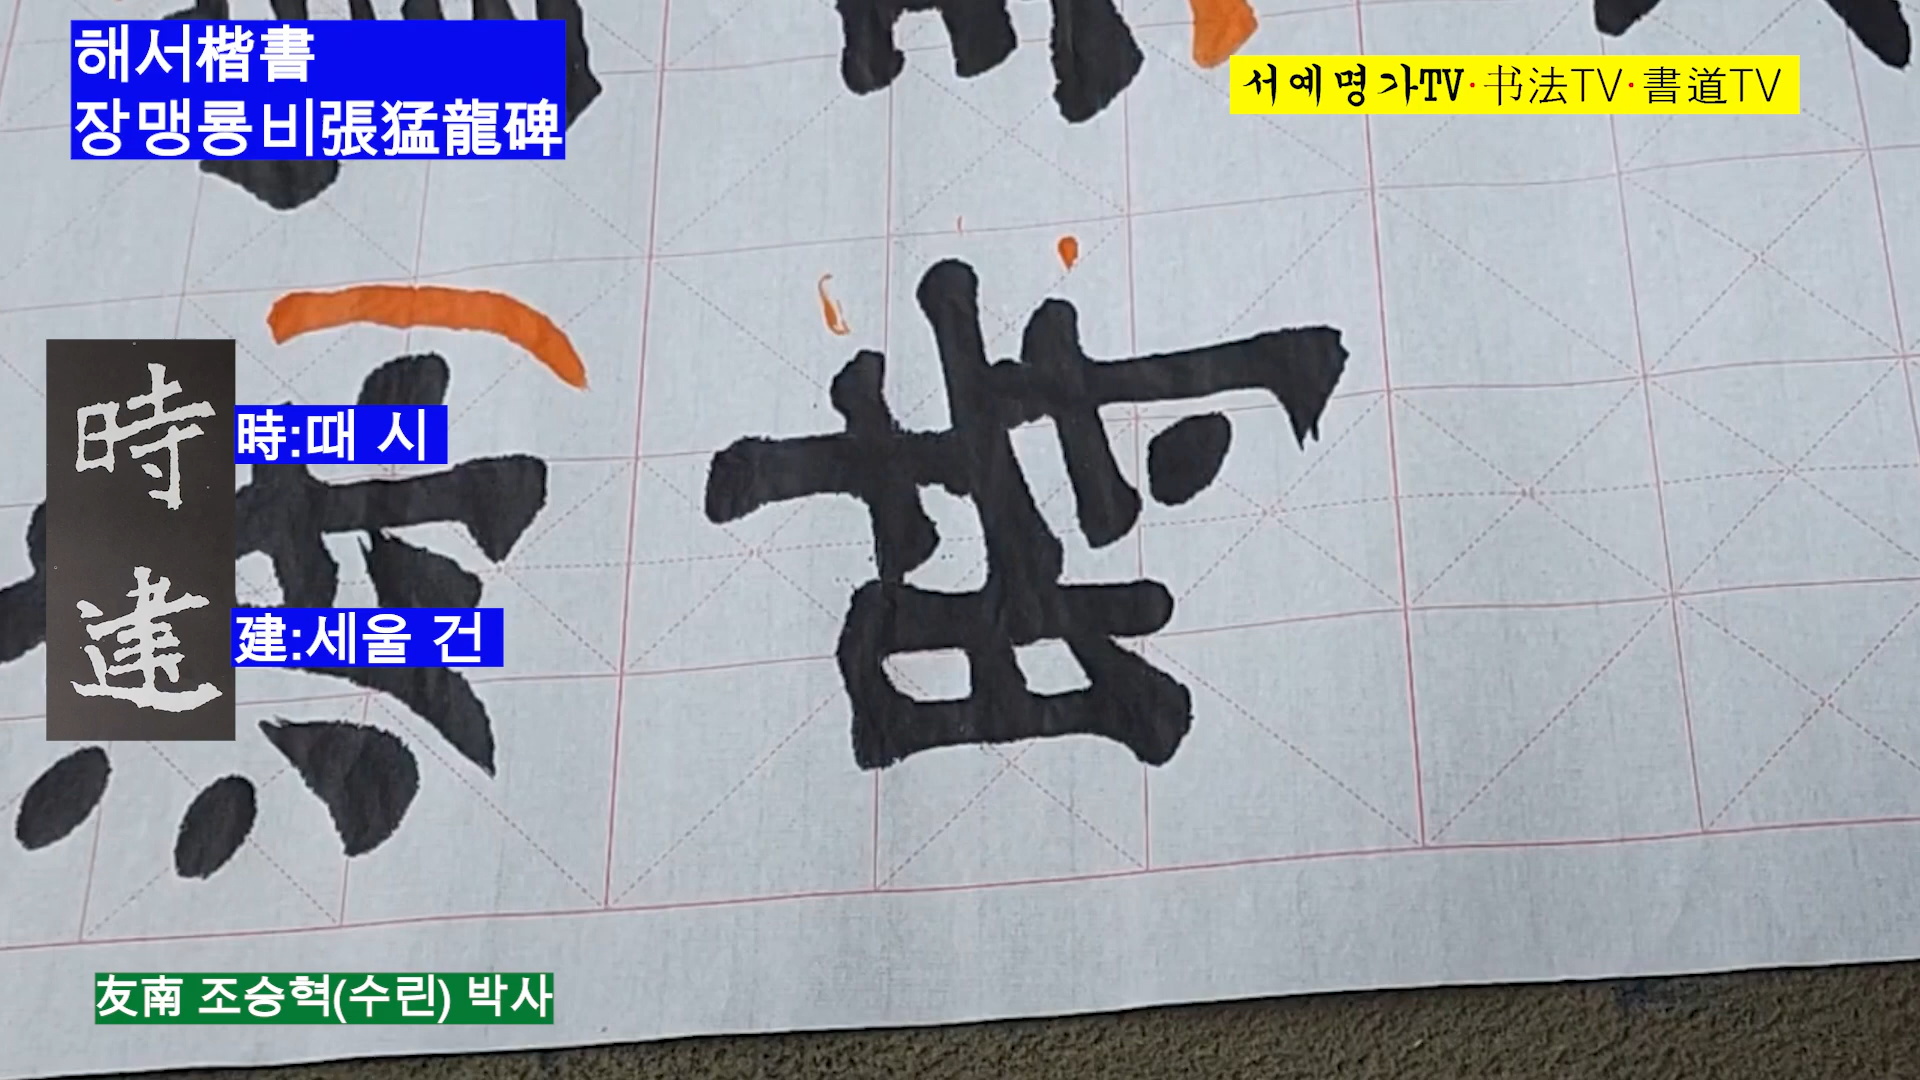 해서楷書
장맹룡비張猛龍碑
서예명가TV·书法TV·書道TV
時
時:때 시
建
建:세울 건
友南 조승혁(수린) 박사